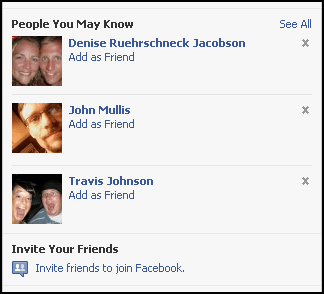 People You May Know See All
Denise Ruehrschneck Jacobson
Add as Friend
John Mullis
Add as Friend
Travis Johnson
Add as Friend
Invite Your Friends
Invite friends to join Facebook.